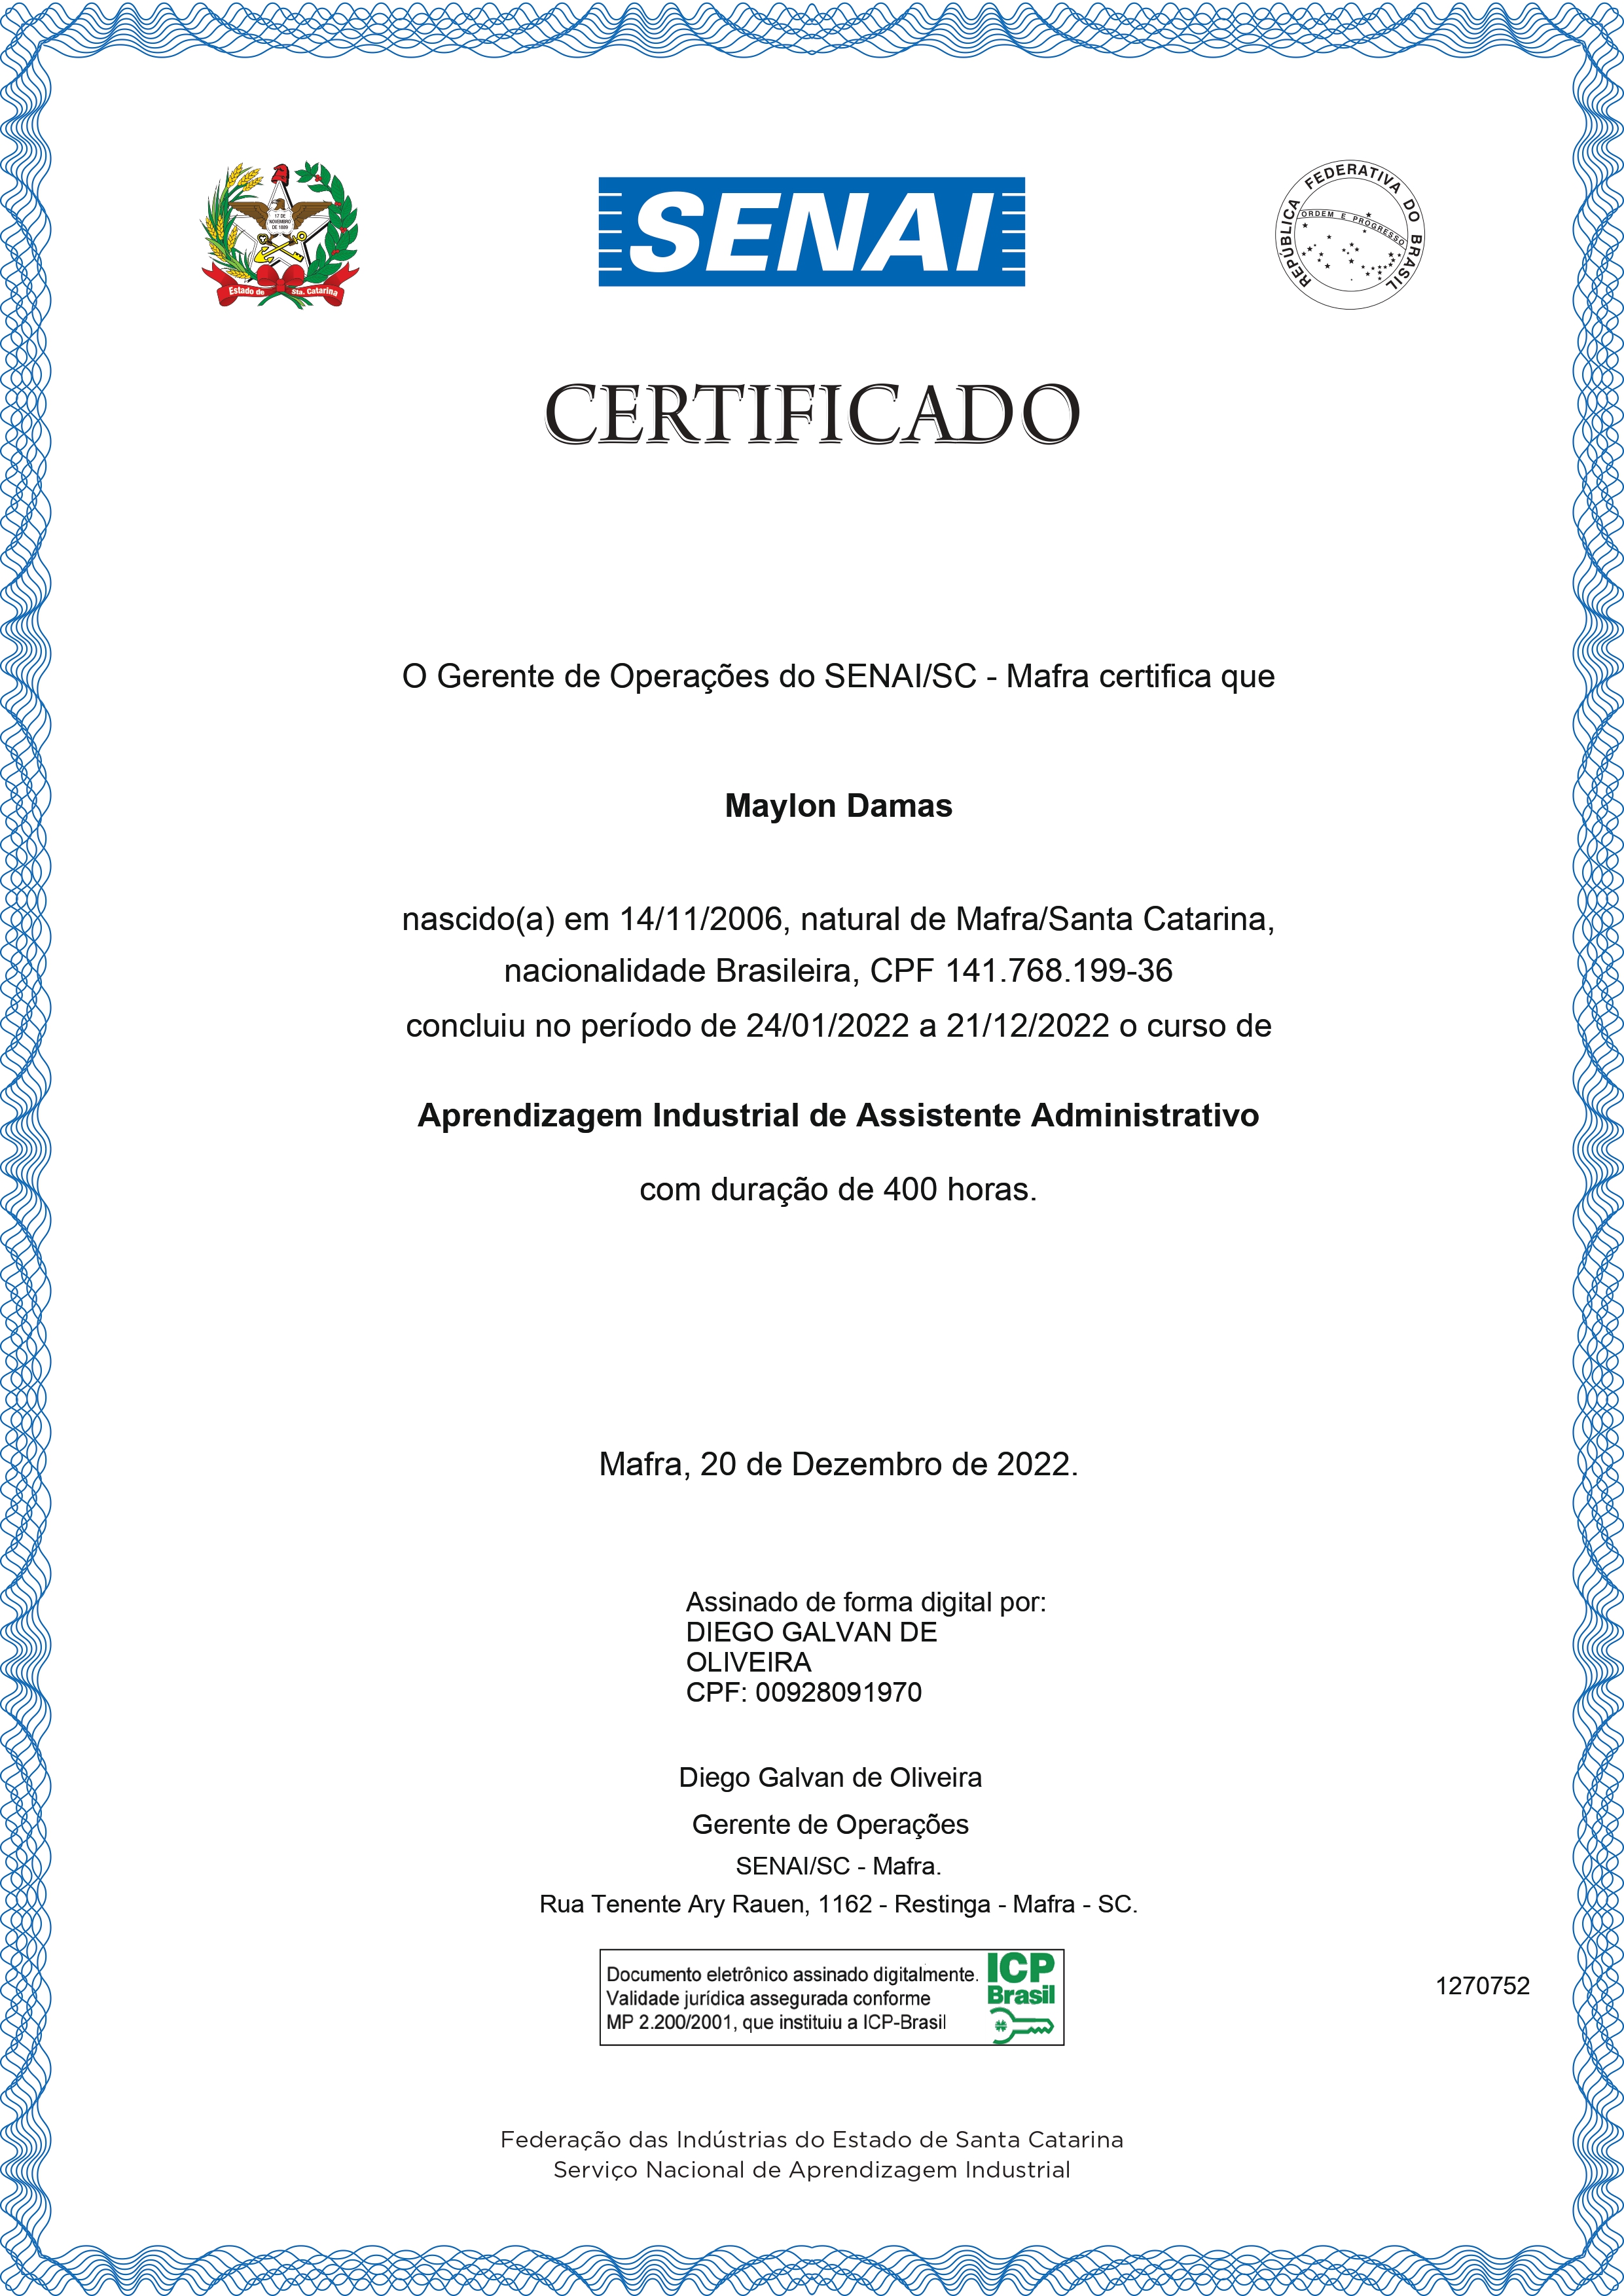 17 DE
NOVEMBRO
DE 1889
Estado de Sta. Catarina
SENAI
REPÚBLICA FEDERATIVA DO BRASIL
ORDEM E PROGRESSO
CERTIFICADO
O Gerente de Operações do SENAI/SC - Mafra certifica que
Maylon Damas
nascido(a) em 14/11/2006, natural de Mafra/Santa Catarina,
nacionalidade Brasileira, CPF 141.768.199-36
concluiu no período de 24/01/2022 a 21/12/2022 o curso de
Aprendizagem Industrial de Assistente Administrativo
com duração de 400 horas.
Mafra, 20 de Dezembro de 2022.
Assinado de forma digital por:
DIEGO GALVAN DE
OLIVEIRA
CPF: 00928091970
Diego Galvan de Oliveira
Gerente de Operações
SENAI/SC - Mafra.
Rua Tenente Ary Rauen, 1162 - Restinga - Mafra - SC.
Documento eletrônico assinado digitalmente.
Validade jurídica assegurada conforme
MP 2.200/2001, que instituiu a ICP-Brasil
ICP
Brasil
1270752
Federação das Indústrias do Estado de Santa Catarina
Serviço Nacional de Aprendizagem Industrial